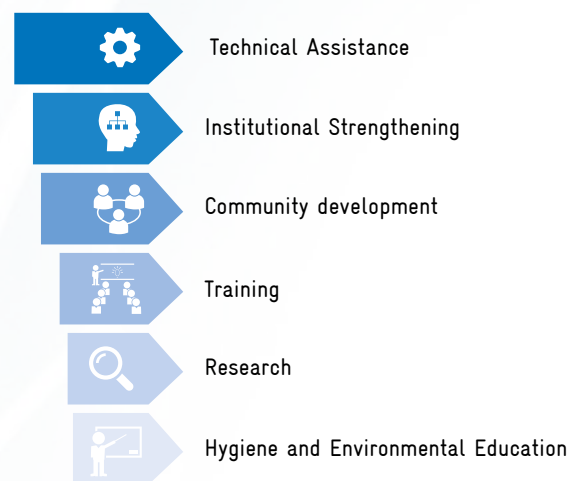 Technical Assistance
Institutional Strengthening
Community development
Training
Research
Hygiene and Environmental Education